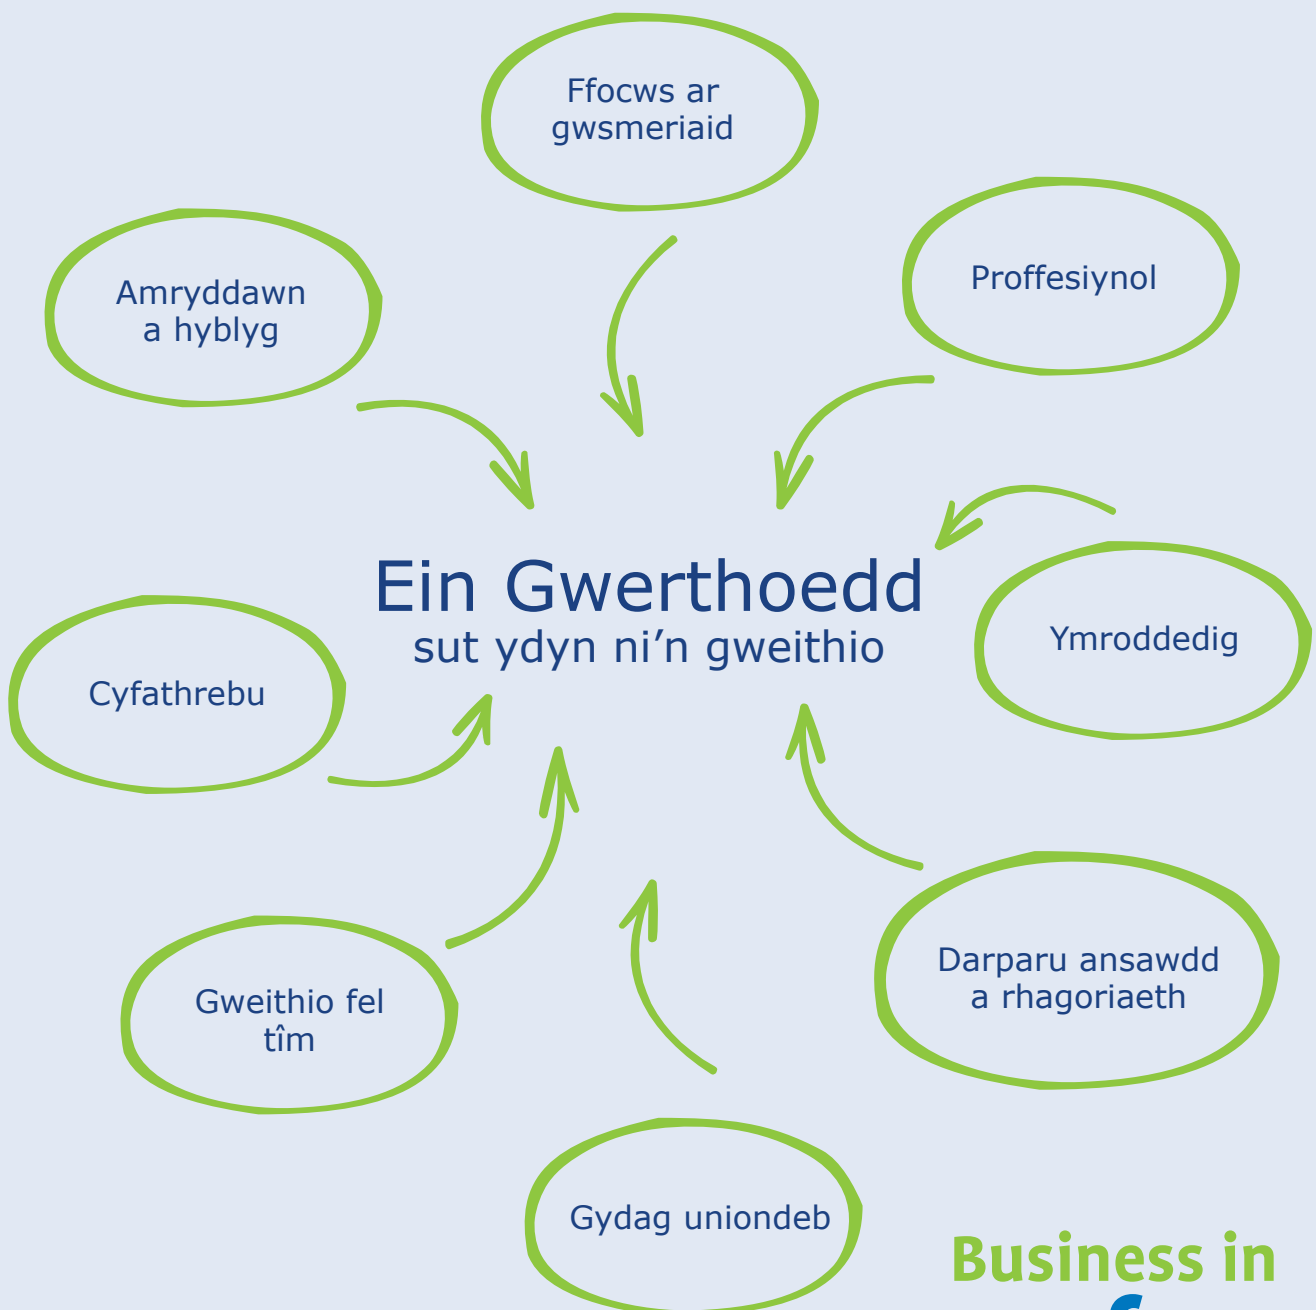 Ffocws ar
gwsmeriaid
Proffesiynol
Amryddawn
a hyblyg
Ein Gwerthoedd
sut ydyn ni’n gweithio
Ymroddedig
Cyfathrebu
Darparu ansawdd
a rhagoriaeth
Gweithio fel
tîm
Gydag uniondeb
Business in